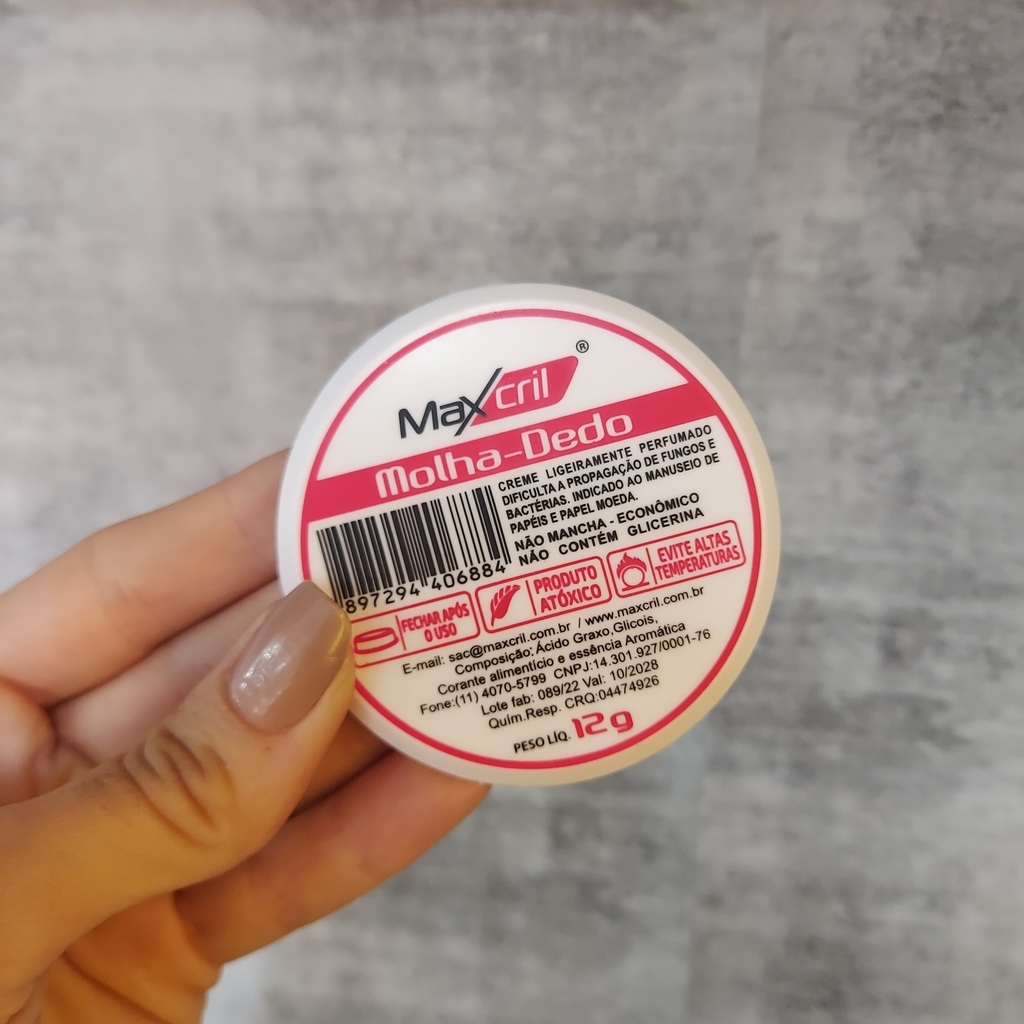 Maxcril®
Molha-Dedo
CREME LIGEIRAMENTE PERFUMADO
DIFICULTA A PROPAGAÇÃO DE FUNGOS E
BACTÉRIAS. INDICADO AO MANUSEIO DE
PAPÉIS E PAPEL MOEDA.
NÃO MANCHA - ECONÔMICO
NÃO CONTÉM GLICERINA
897294 406884
FECHAR APÓS
O USO
PRODUTO
ATÓXICO
EVITE ALTAS
TEMPERATURAS
E-mail: sac@maxcril.com.br / www.maxcril.com.br
Composição: Ácido Graxo,Glicois,
Corante alimentício e essência Aromática
Fone:(11) 4070-5799 CNPJ:14.301.927/0001-76
Lote fab: 089/22 Val: 10/2028
Quím.Resp. CRQ:04474926
PESO LÍQ. 12g